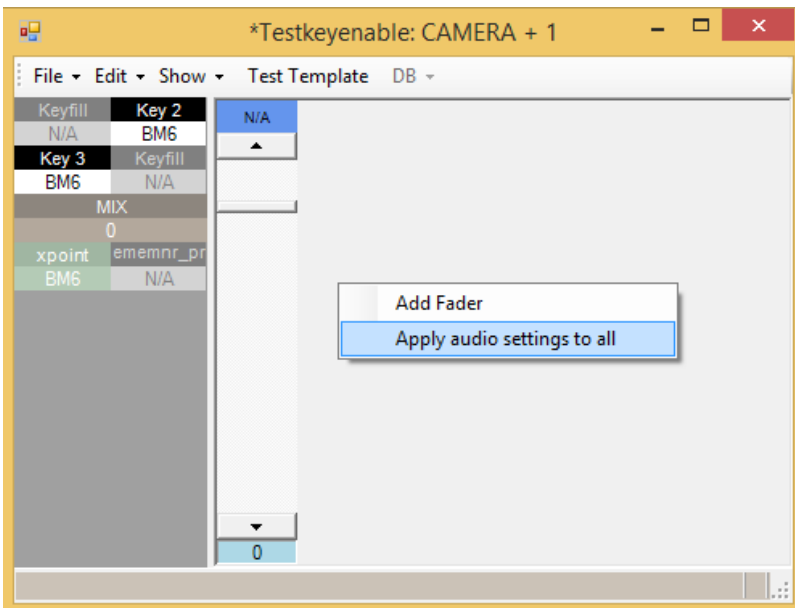 *Testkeyenable: CAMERA + 1
File Edit Show Test Template DB
Keyfill Key 2
N/A BM6
Key 3 Keyfill
BM6 N/A
MIX
0
xpoint ememnr_pr
BM6 N/A
N/A
0
Add Fader
Apply audio settings to all